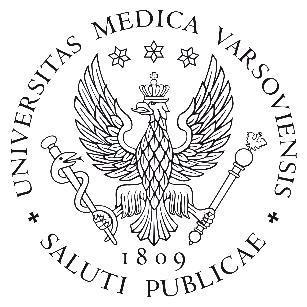 UNIVERSITAS MEDICA VARSOVIENSIS
SALUTI PUBLICAE
1809